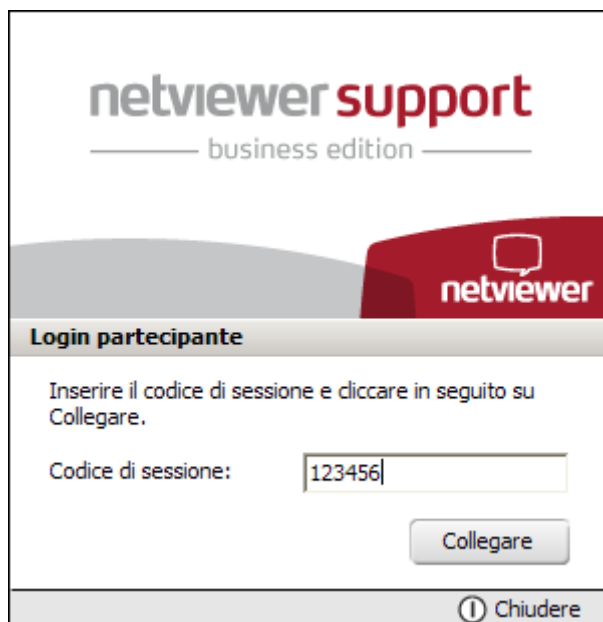 netviewer support
business edition
netviewer
Login partecipante
Inserire il codice di sessione e cliccare in seguito su
Collegare.
Codice di sessione: 123456
Collegare
Chiudere